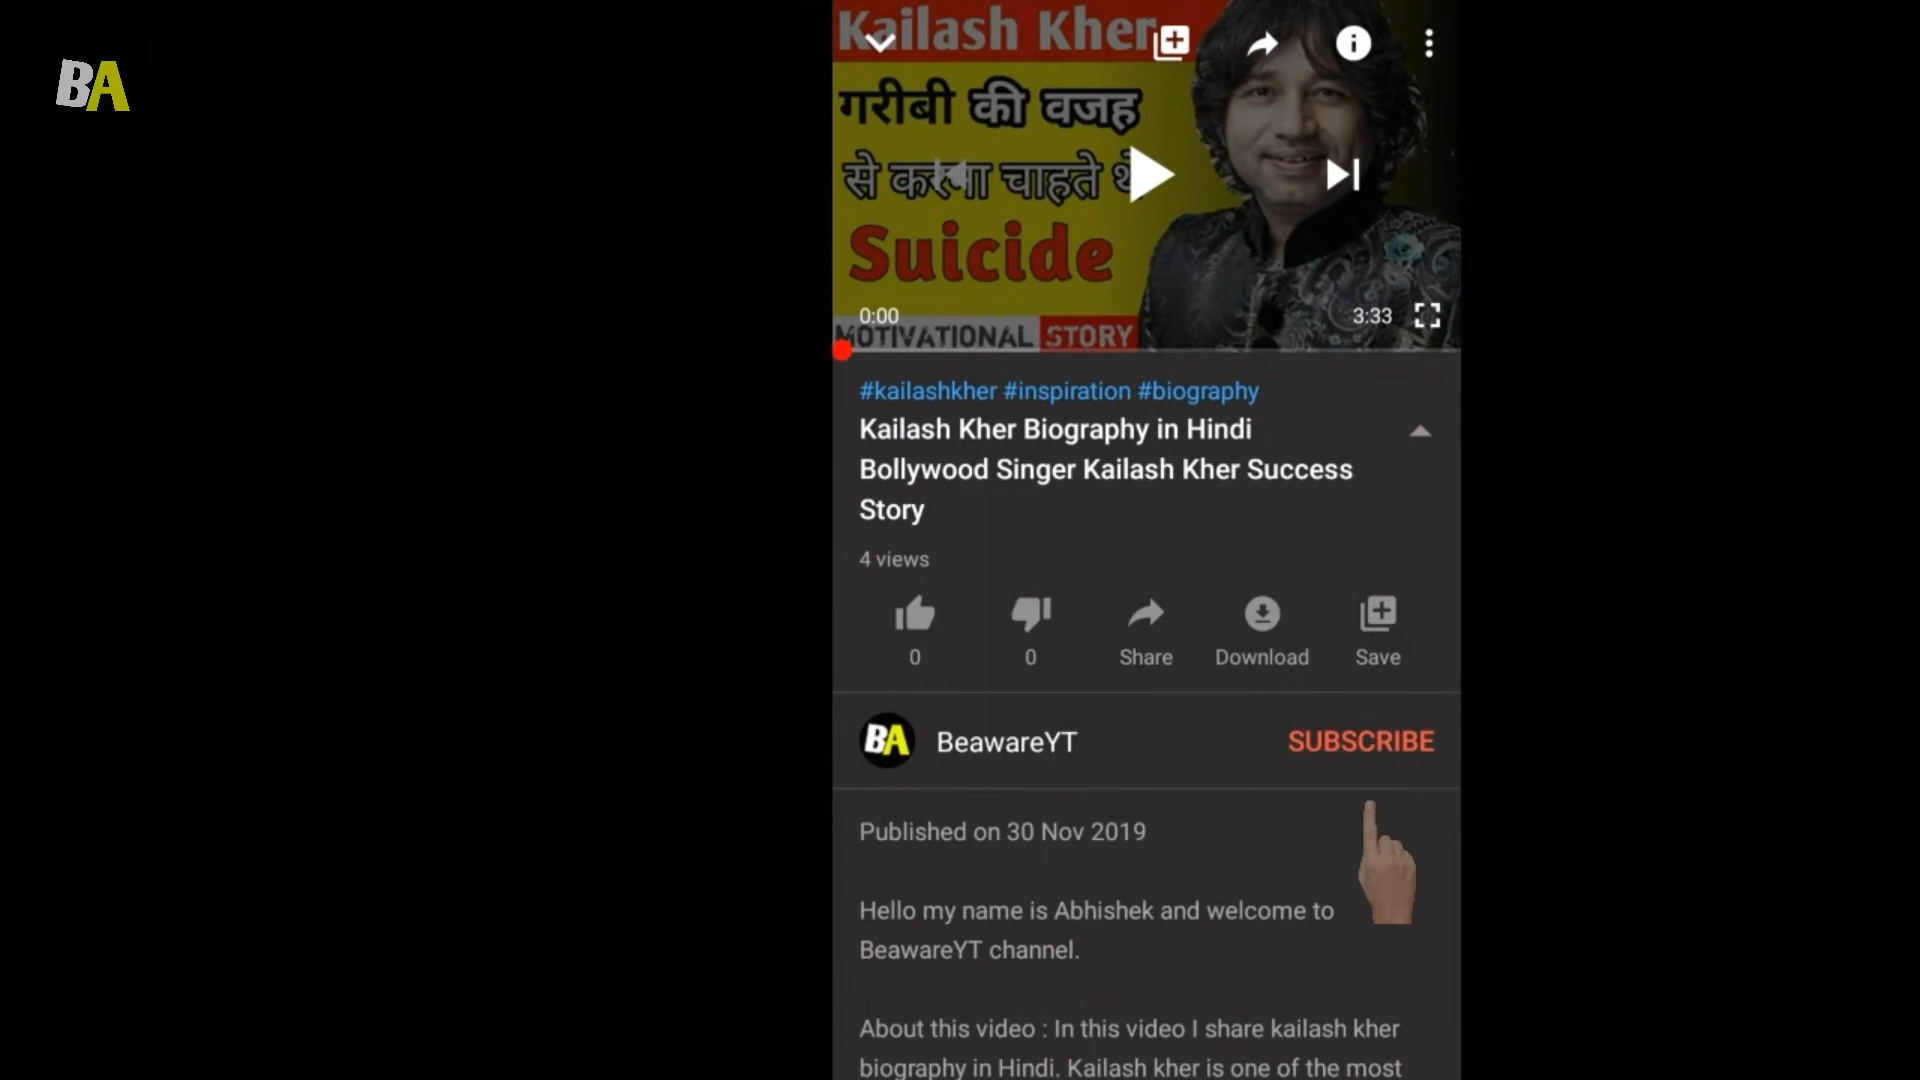 BA
Kailash Kher
गरीबी की वजह
से करना चाहते थे
Suicide
0:00
3:33
MOTIVATIONAL STORY
#kailashkher #inspiration #biography
Kailash Kher Biography in Hindi
Bollywood Singer Kailash Kher Success
Story
4 views
0
0
Share
Download
Save
BA
BeawareYT
SUBSCRIBE
Published on 30 Nov 2019
Hello my name is Abhishek and welcome to
BeawareYT channel.
About this video : In this video I share kailash kher
biography in Hindi. Kailash kher is one of the most